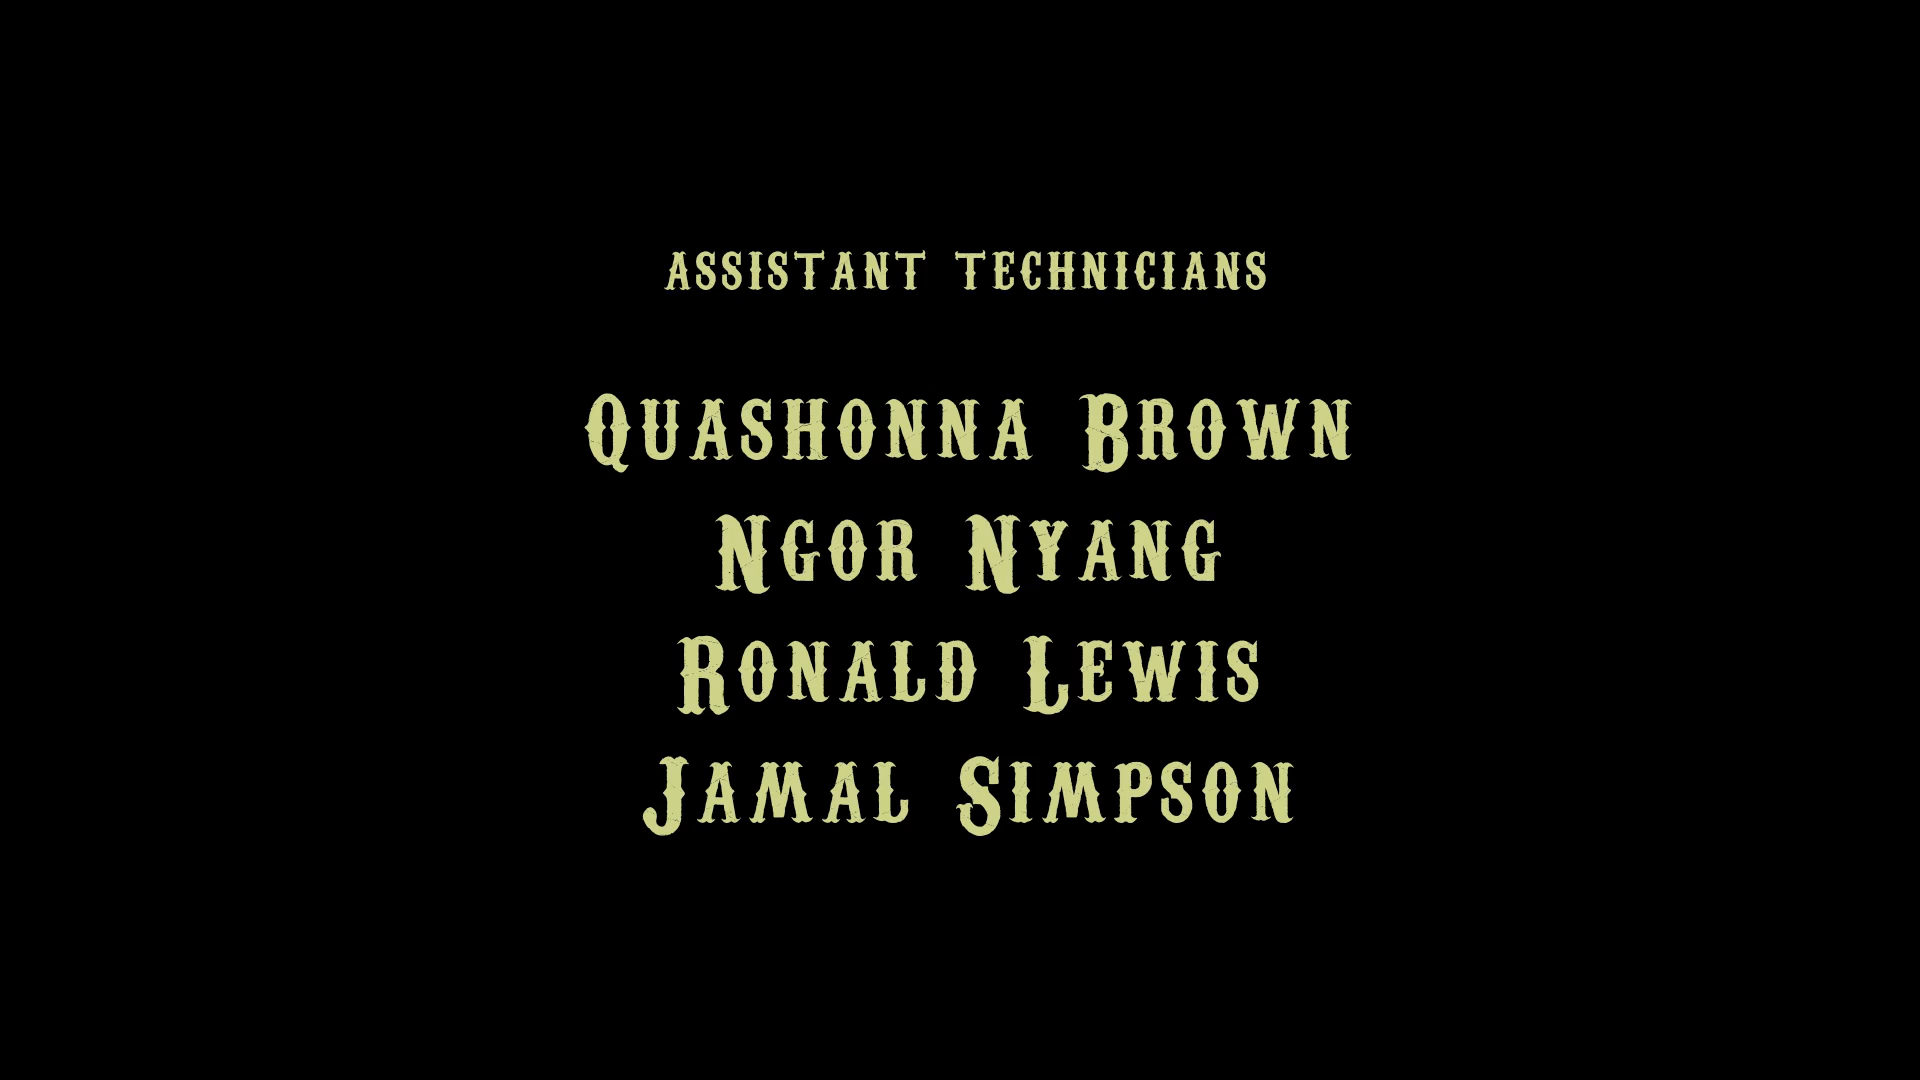 ASSISTANT TECHNICIANS
QUASHONNA BROWN
NGOR NYANG
RONALD LEWIS
JAMAL SIMPSON